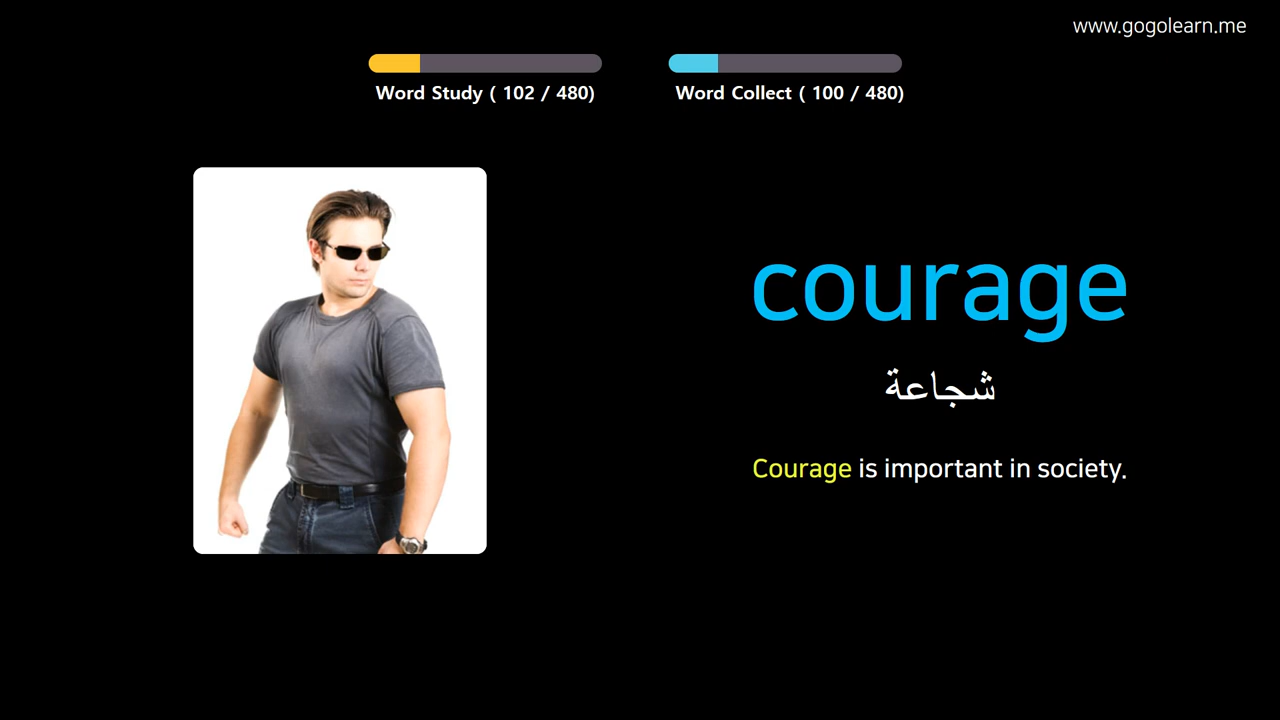 www.gogolearn.me
Word Study ( 102 / 480)
Word Collect ( 100 / 480)
courage
شجاعة
Courage is important in society.